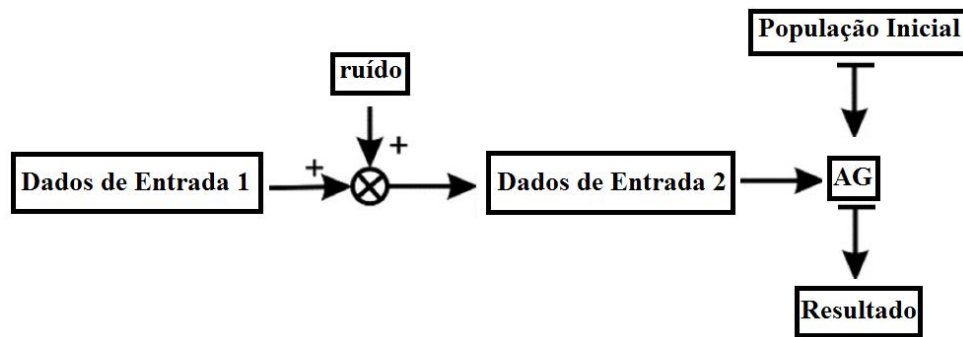 População Inicial
ruído
+
+
Dados de Entrada 1
Dados de Entrada 2
AG
Resultado